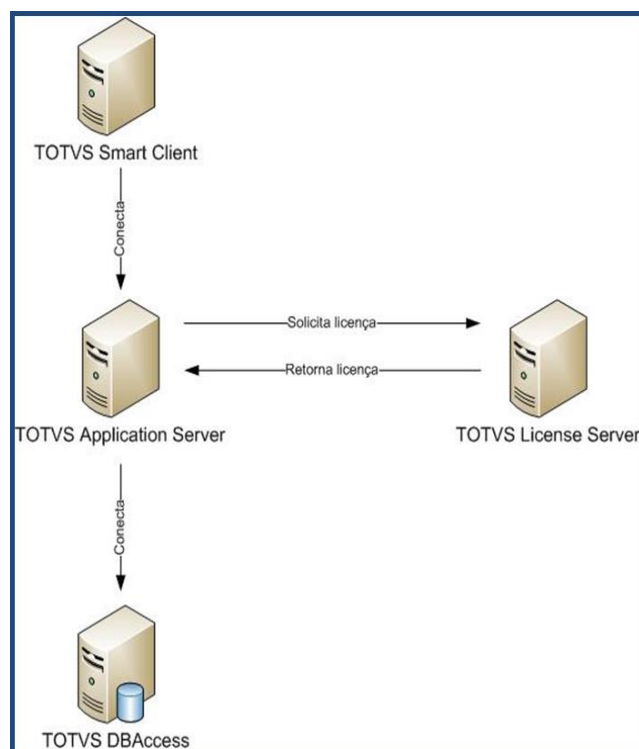 TOTVS Smart Client
Conecta
Solicita licença
Retorna licença
TOTVS Application Server
TOTVS License Server
Conecta
TOTVS DBAccess